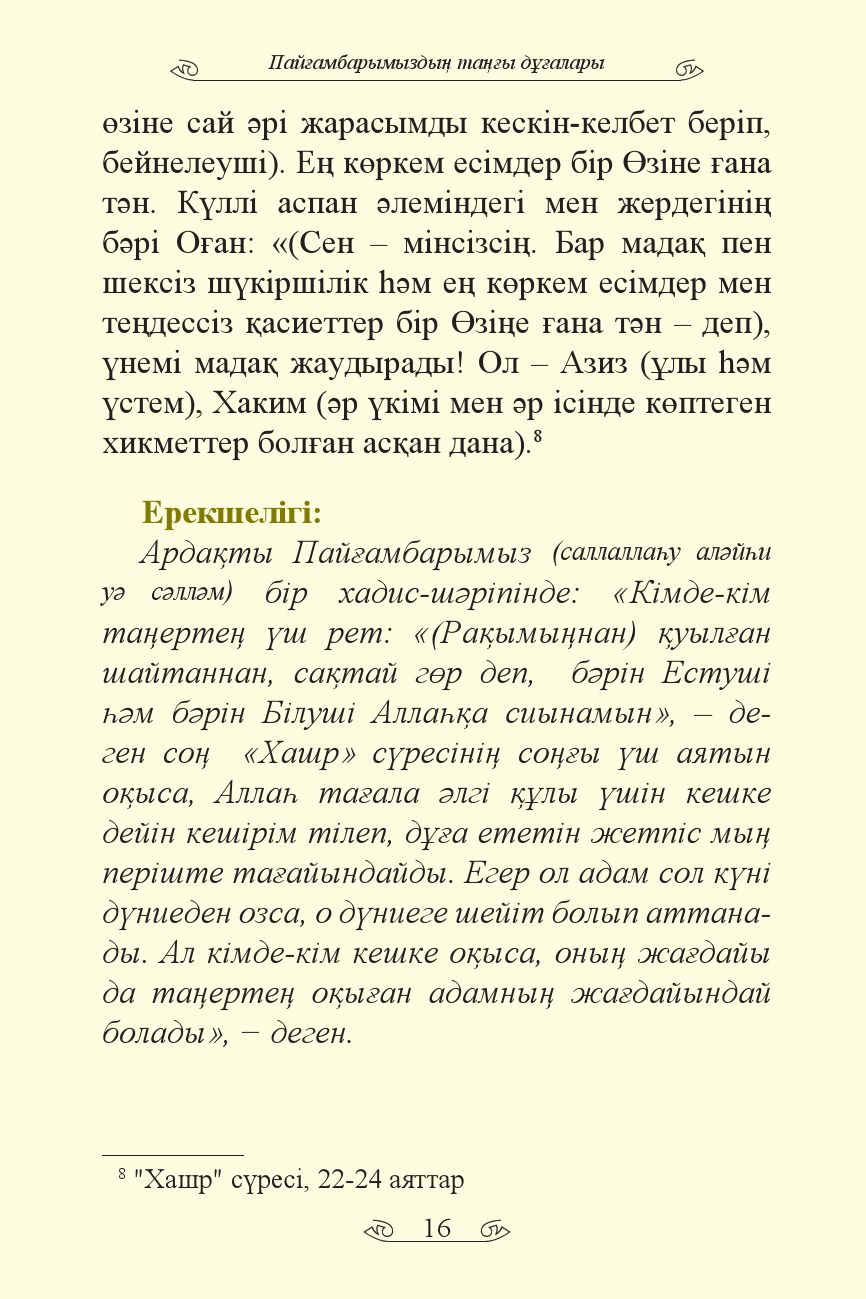 Пайғамбарымыздың таңғы дұғалары
өзіне сай әрі жарасымды кескін-келбет беріп,
бейнелеуші). Ең көркем есімдер бір Өзіне ғана
тән. Күллі аспан әлеміндегі мен жердегінің
бәрі Оған: «(Сен – мінсізсің. Бар мадақ пен
шексіз шүкіршілік һәм ең көркем есімдер мен
теңдессіз қасиеттер бір Өзіңе ғана тән – деп),
үнемі мадақ жаудырады! Ол – Азиз (ұлы һәм
үстем), Хаким (әр үкімі мен әр ісінде көптеген
хикметтер болған асқан дана).⁸
Ерекшелігі:
Ардақты Пайғамбарымыз (саллаллаһу аләйһи
уә сәлләм) бір хадис-шәріпінде: «Кімде-кім
таңертең үш рет: «(Рақымыңнан) қуылған
шайтаннан, сақтай гөр деп, бәрін Естуші
һәм бәрін Білуші Аллаһқа сиынамын», – де-
ген соң «Хашр» сүресінің соңғы үш аятын
оқыса, Аллаһ тағала әлгі құлы үшін кешке
дейін кешірім тілеп, дұға ететін жетпіс мың
періште тағайындайды. Егер ол адам сол күні
дүниеден озса, о дүниеге шейіт болып аттана-
ды. Ал кімде-кім кешке оқыса, оның жағдайы
да таңертең оқыған адамның жағдайындай
болады», − деген.
⁸ "Хашр" сүресі, 22-24 аяттар
16